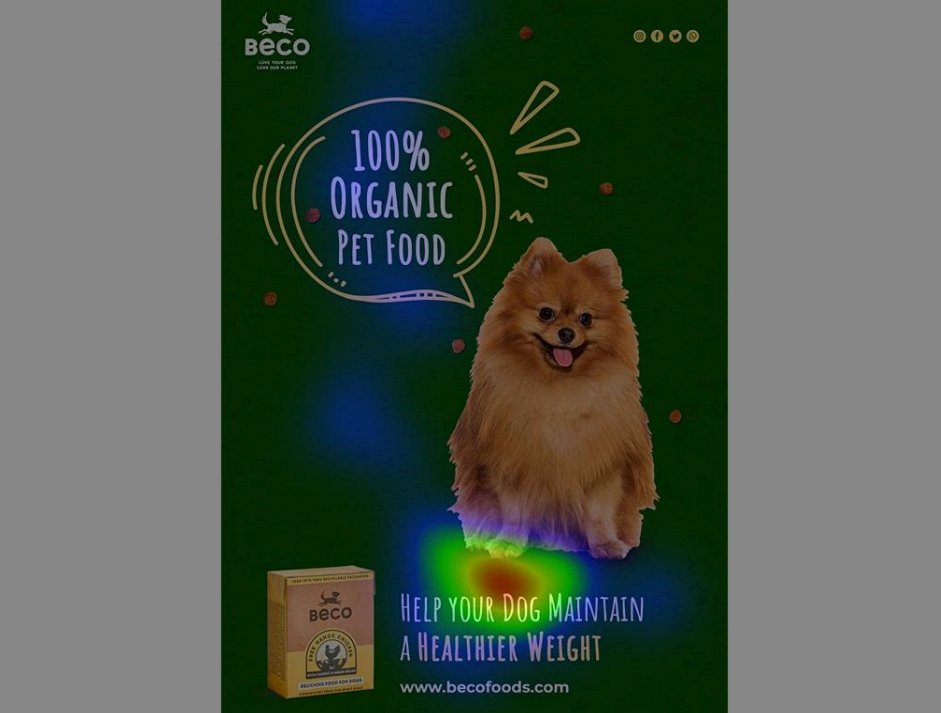 BECO
LOVE YOUR DOG
LOVE OUR PLANET
100%
ORGANIC
PET FOOD
BECO
FREE RANGE CHICKEN
DELICIOUS FOOD FOR DOGS
HELP YOUR DOG MAINTAIN
A HEALTHIER WEIGHT
www.becofoods.com